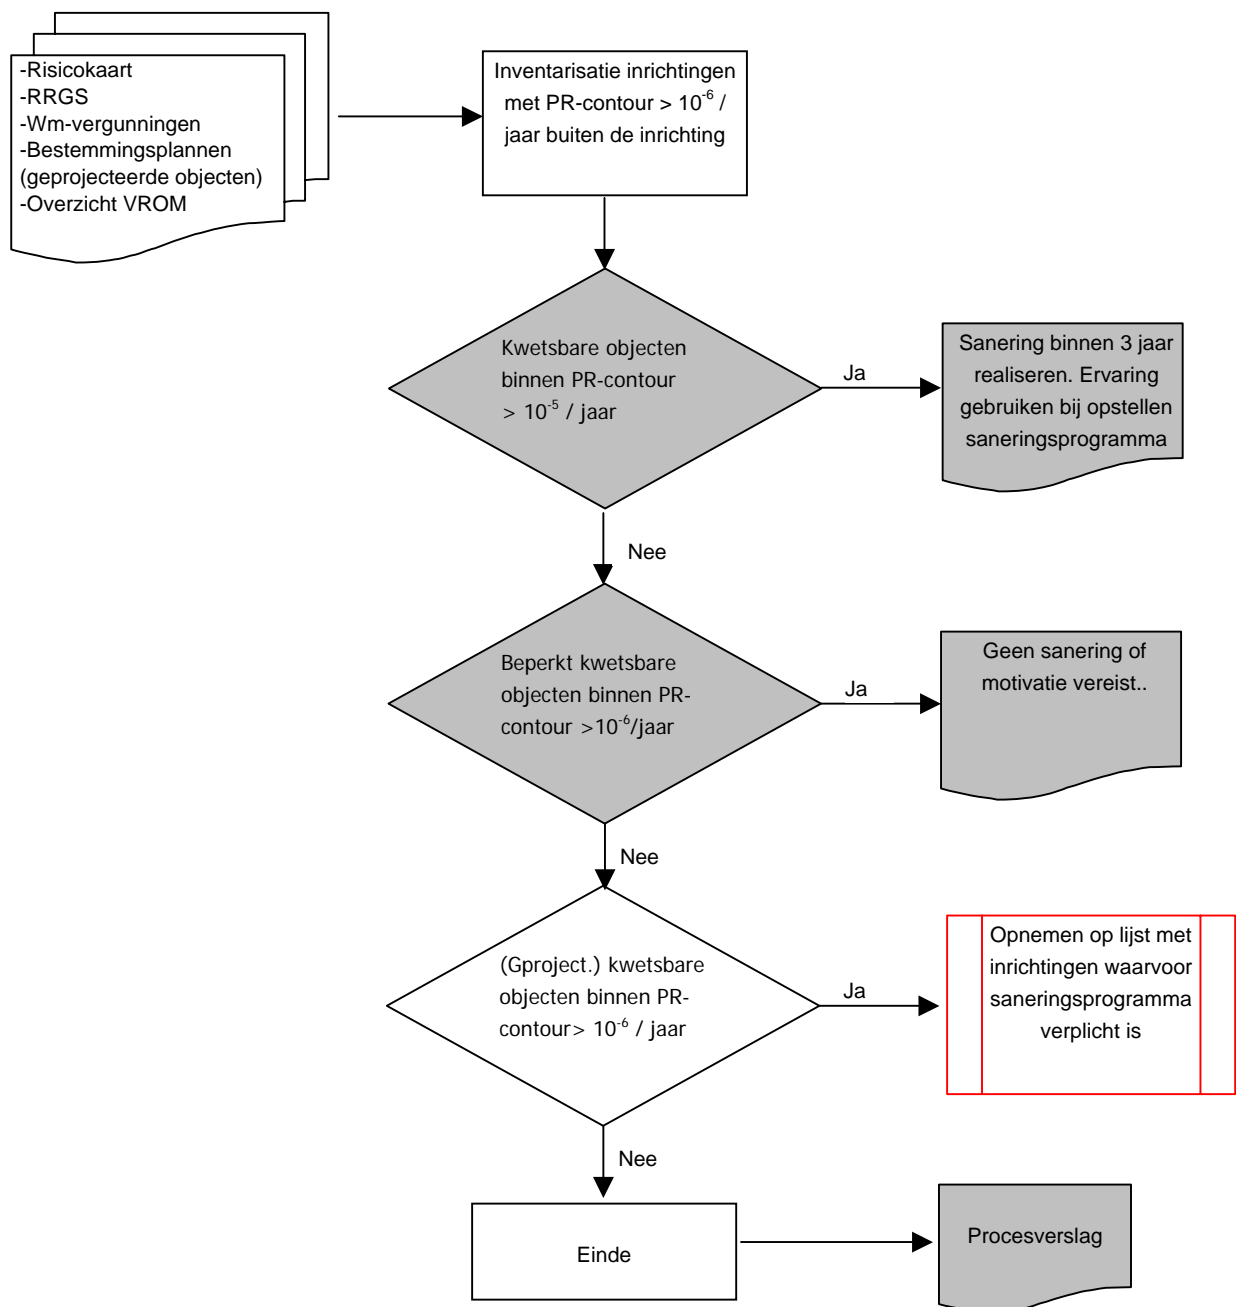 -Risicokaart
-RRGS
-Wm-vergunningen
-Bestemmingsplannen
(geprojecteerde objecten)
-Overzicht VROM
Inventarisatie inrichtingen
met PR-contour > 10⁻⁶ /
jaar buiten de inrichting
Kwetsbare objecten
binnen PR-contour
> 10⁻⁵ / jaar
Ja
Sanering binnen 3 jaar
realiseren. Ervaring
gebruiken bij opstellen
saneringsprogramma
Nee
Beperkt kwetsbare
objecten binnen PR-
contour >10⁻⁶/jaar
Ja
Geen sanering of
motivatie vereist..
Nee
(Gproject.) kwetsbare
objecten binnen PR-
contour> 10⁻⁶ / jaar
Ja
Opnemen op lijst met
inrichtingen waarvoor
saneringsprogramma
verplicht is
Nee
Einde
Procesverslag